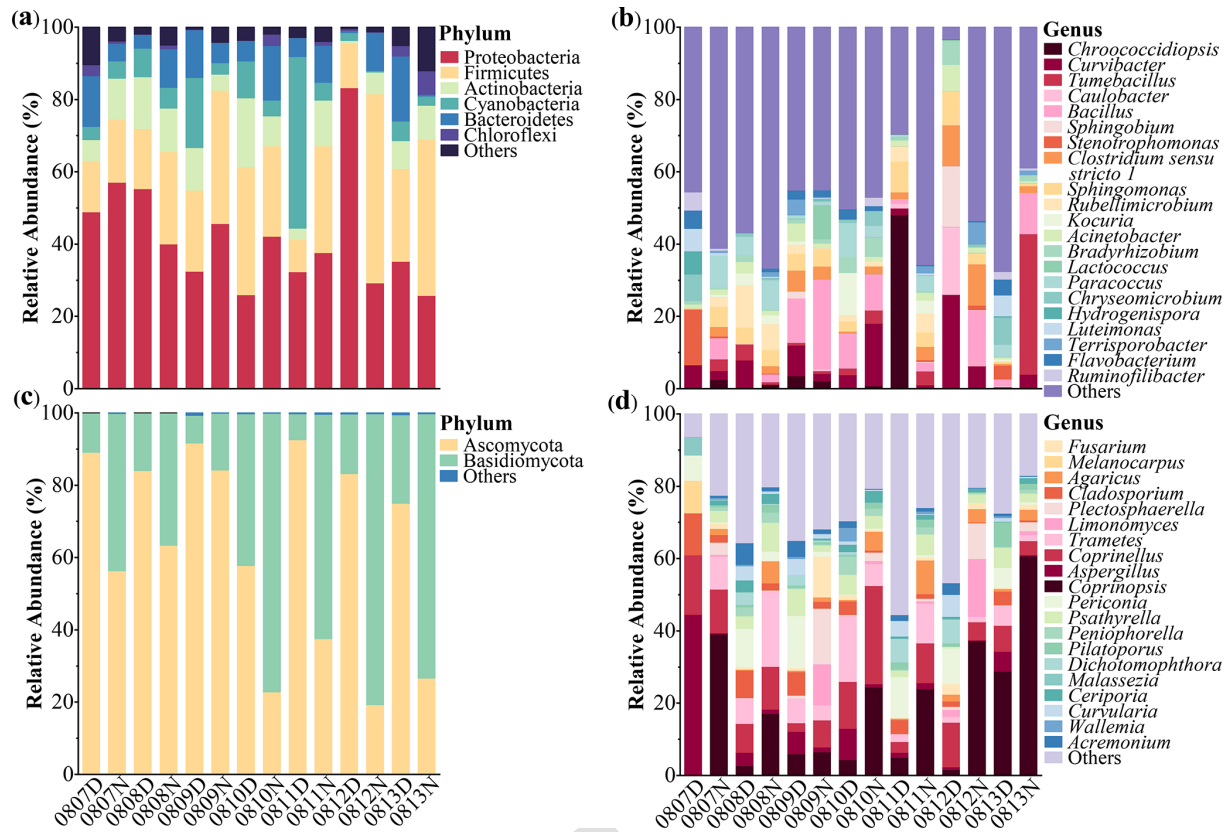 (a)
100
80
60
40
20
0
Relative Abundance (%)
Phylum
Proteobacteria
Firmicutes
Actinobacteria
Cyanobacteria
Bacteroidetes
Chloroflexi
Others
(b)
100
80
60
40
20
0
Relative Abundance (%)
Genus
Chroococcidiopsis
Curvibacter
Tumebacillus
Caulobacter
Bacillus
Sphingobium
Stenotrophomonas
Clostridium sensu
stricto 1
Sphingomonas
Rubellimicrobium
Kocuria
Acinetobacter
Bradyrhizobium
Lactococcus
Paracoccus
Chryseomicrobium
Hydrogenispora
Luteimonas
Terrisporobacter
Flavobacterium
Ruminofilibacter
Others
(c)
100
80
60
40
20
0
Relative Abundance (%)
Phylum
Ascomycota
Basidiomycota
Others
0807D
0807N
0808D
0808N
0809D
0809N
0810D
0810N
0811D
0811N
0812D
0812N
0813D
0813N
(d)
100
80
60
40
20
0
Relative Abundance (%)
Genus
Fusarium
Melanocarpus
Agaricus
Cladosporium
Plectosphaerella
Limonomyces
Trametes
Coprinellus
Aspergillus
Coprinopsis
Periconia
Psathyrella
Peniophorella
Pilatoporus
Dichotomophthora
Malassezia
Ceriporia
Curvularia
Wallemia
Acremonium
Others
0807D
0807N
0808D
0808N
0809D
0809N
0810D
0810N
0811D
0811N
0812D
0812N
0813D
0813N